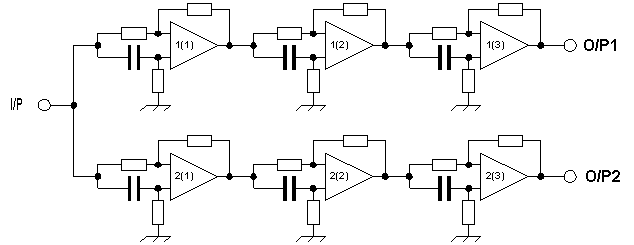 1(1) 1(2) 1(3) O/P1
I/P
2(1) 2(2) 2(3) O/P2